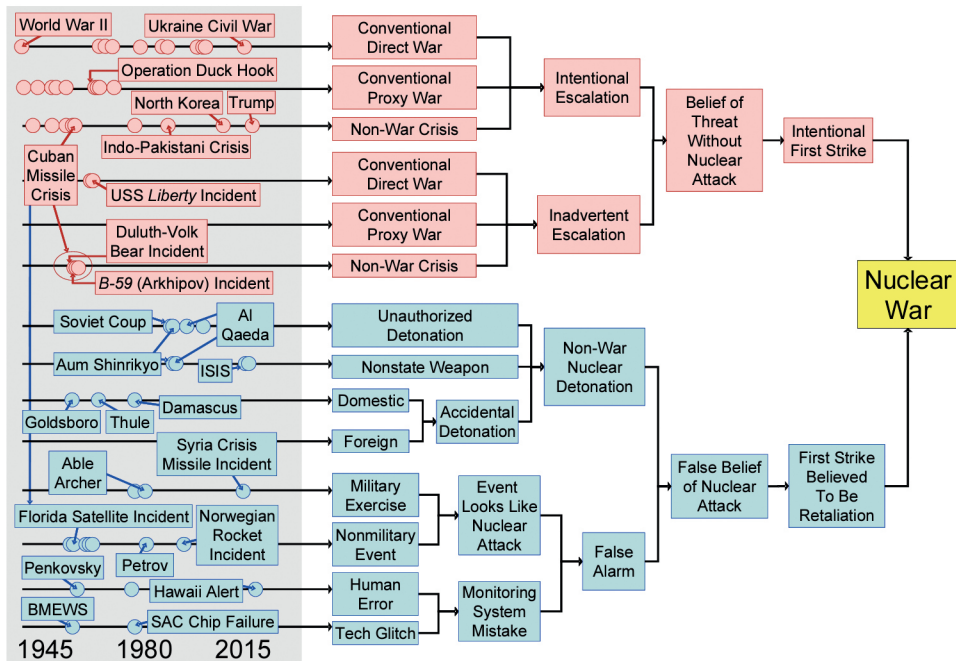 World War II
Ukraine Civil War
Operation Duck Hook
North Korea
Trump
Indo-Pakistani Crisis
Cuban
Missile
Crisis
USS Liberty Incident
Duluth-Volk
Bear Incident
B-59 (Arkhipov) Incident
Conventional
Direct War
Conventional
Proxy War
Non-War Crisis
Conventional
Direct War
Conventional
Proxy War
Non-War Crisis
Intentional
Escalation
Inadvertent
Escalation
Belief of
Threat
Without
Nuclear
Attack
Intentional
First Strike
Nuclear
War
Soviet Coup
Al
Qaeda
Aum Shinrikyo
ISIS
Goldsboro
Thule
Damascus
Syria Crisis
Missile Incident
Able
Archer
Florida Satellite Incident
Norwegian
Rocket
Incident
Petrov
Penkovsky
Hawaii Alert
BMEWS
SAC Chip Failure
1945
1980
2015
Unauthorized
Detonation
Nonstate Weapon
Domestic
Foreign
Accidental
Detonation
Non-War
Nuclear
Detonation
Military
Exercise
Nonmilitary
Event
Event
Looks Like
Nuclear
Attack
Human
Error
Tech Glitch
Monitoring
System
Mistake
False
Alarm
False Belief
of Nuclear
Attack
First Strike
Believed
To Be
Retaliation